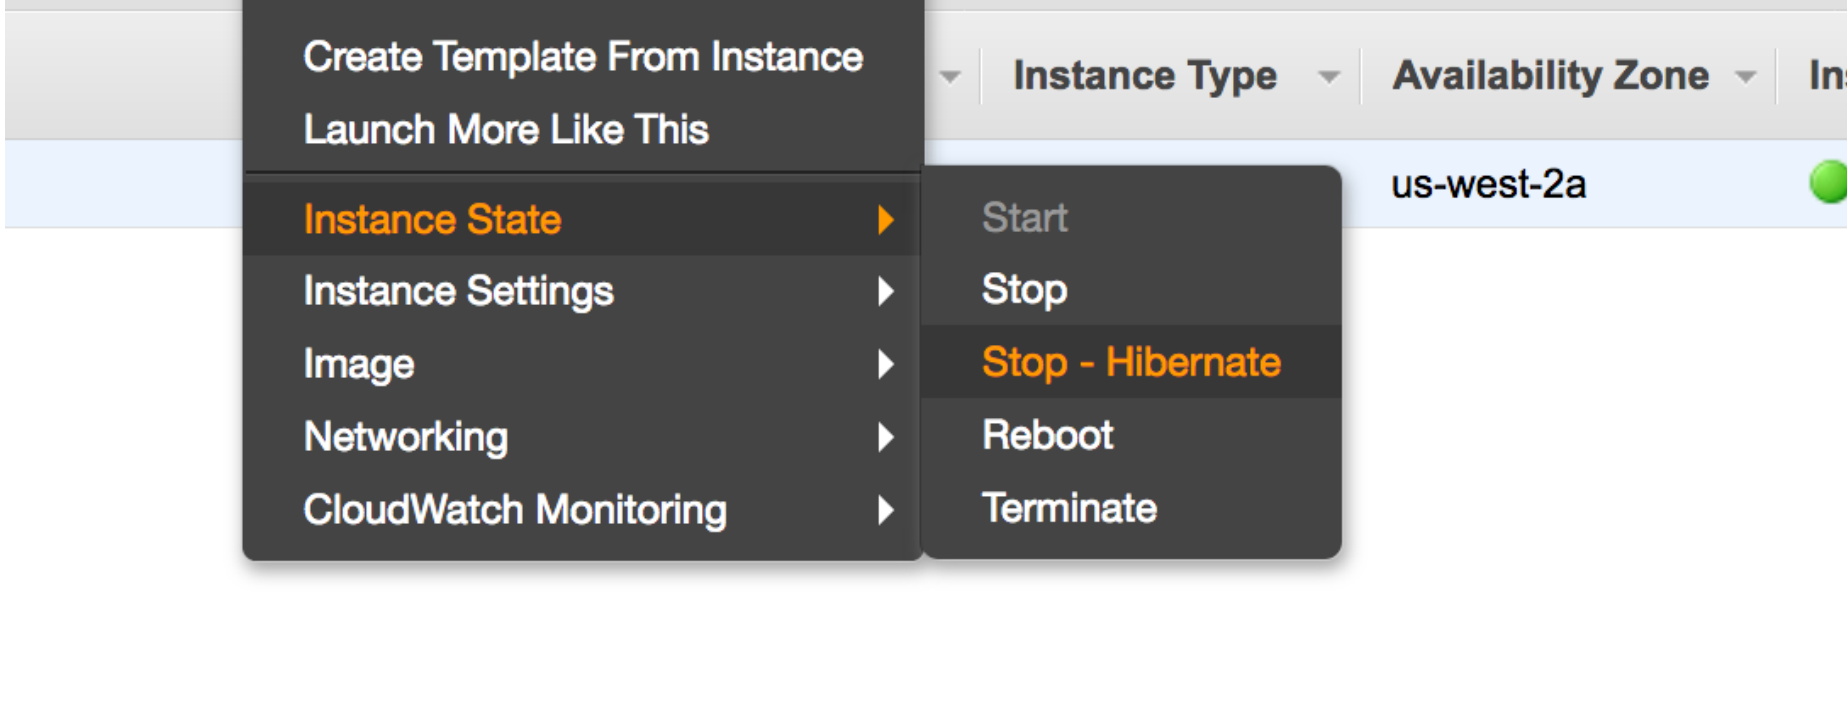 Create Template From Instance
Launch More Like This
Instance State
Instance Settings
Image
Networking
CloudWatch Monitoring
Start
Stop
Stop - Hibernate
Reboot
Terminate
Instance Type
Availability Zone
us-west-2a